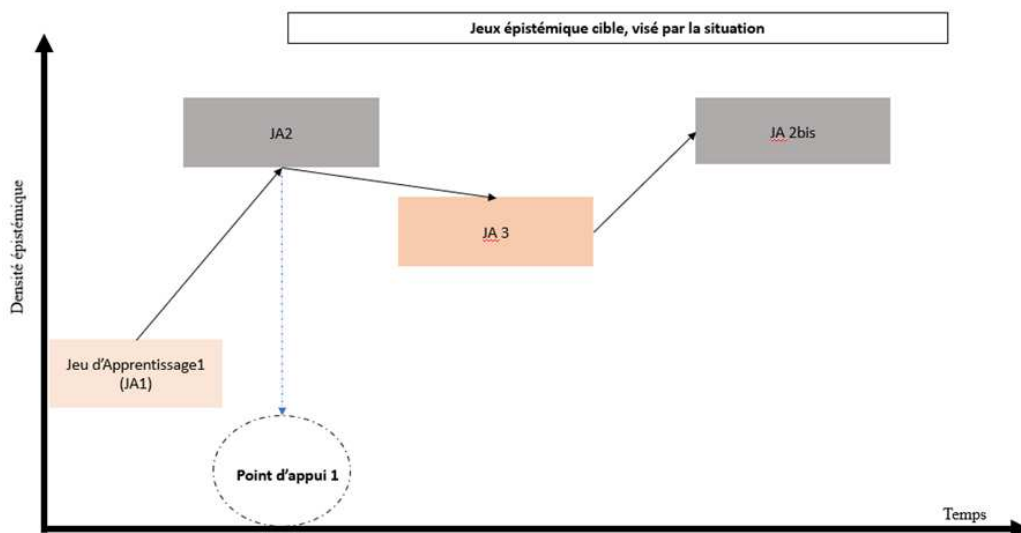 Jeux épistémique cible, visé par la situation
JA2
JA 2bis
JA 3
Densité épistémique
Jeu d’Apprentissage1
(JA1)
Point d’appui 1
Temps